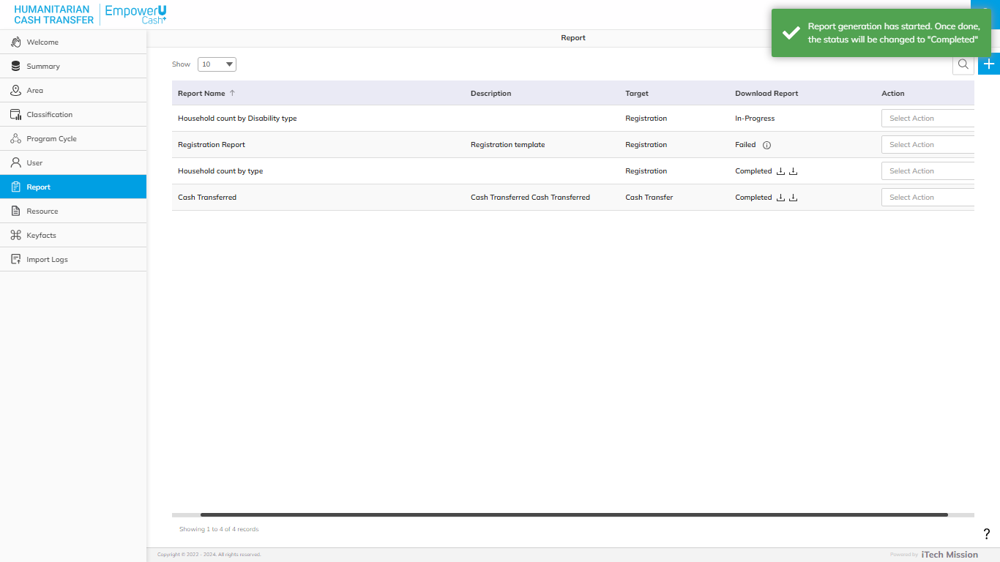 HUMANITARIAN
CASH TRANSFER
EmpowerU
Cash+
Report generation has started. Once done,
the status will be changed to "Completed"
Welcome
Summary
Area
Classification
Program Cycle
User
Report
Resource
Keyfacts
Import Logs
Report
Show 10
Report Name Description Target Download Report Action
Household count by Disability type Registration In-Progress Select Action
Registration Report Registration template Registration Failed Select Action
Household count by type Registration Completed Select Action
Cash Transferred Cash Transferred Cash Transferred Cash Transfer Completed Select Action
Showing 1 to 4 of 4 records
?
Copyright © 2022 - 2024. All rights reserved.
Powered by iTech Mission